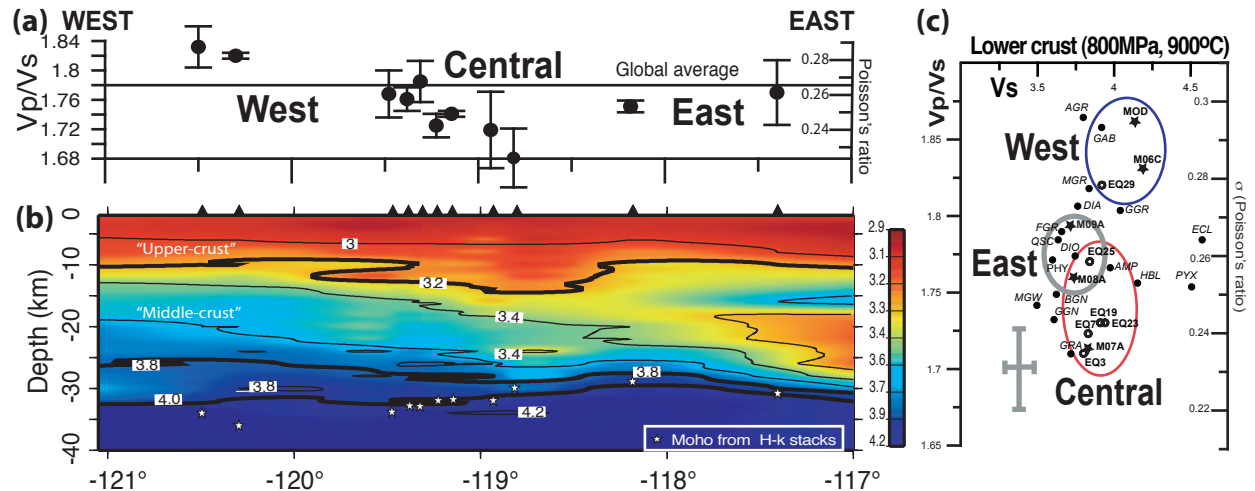 (a) WEST EAST
1.84
1.8
1.76
1.72
1.68
Vp/Vs
West
Central
East
Global average
0.28
0.26
0.24
Poisson's ratio
(b)
0
-10
-20
-30
-40
Depth (km)
"Upper-crust"
"Middle-crust"
3
3.2
3.4
3.4
3.8
3.8
3.8
4.0
4.2
Moho from H-k stacks
2.9
3.1
3.2
3.3
3.4
3.6
3.7
3.9
4.2
-121°
-120°
-119°
-118°
-117°
(c)
Lower crust (800MPa, 900ºC)
Vs
3.5
4
4.5
Vp/Vs
1.85
1.8
1.75
1.7
1.65
0.3
0.28
0.26
0.24
0.22
σ (Poisson's ratio)
West
East
Central
AGR
MOD
GAB
M06C
MGR
EQ29
DIA
GGR
FGR
M09A
QSC
DIO
EQ25
ECL
PHY
AMP
M08A
HBL
PYX
MGW
BGN
GGN
EQ19
EQ7
EQ23
GRA
M07A
EQ3